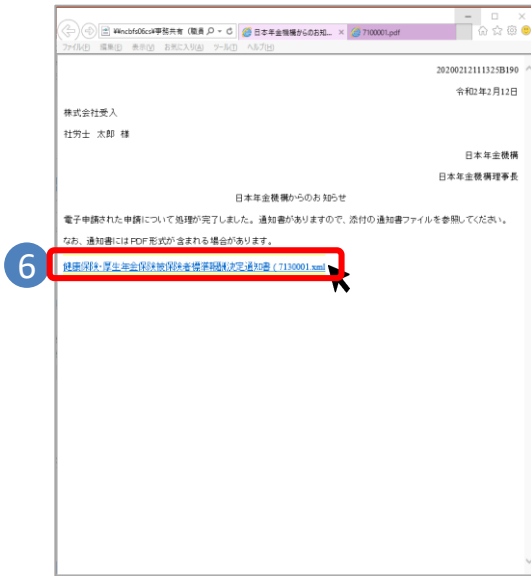 ¥¥ncbfs06cs¥事務共有 (職員
日本年金機構からのお知...
7100001.pdf
ファイル(F) 編集(E) 表示(V) お気に入り(A) ツール(T) ヘルプ(H)
20200212111325B190
令和2年2月12日
株式会社受入
社労士 太郎 様
日本年金機構
日本年金機構理事長
日本年金機構からのお知らせ
電子申請された申請について処理が完了しました。通知書がありますので、添付の通知書ファイルを参照してください。
なお、通知書にはPDF形式が含まれる場合があります。
6
健康保険・厚生年金保険被保険者標準報酬決定通知書 ( 7130001.xml